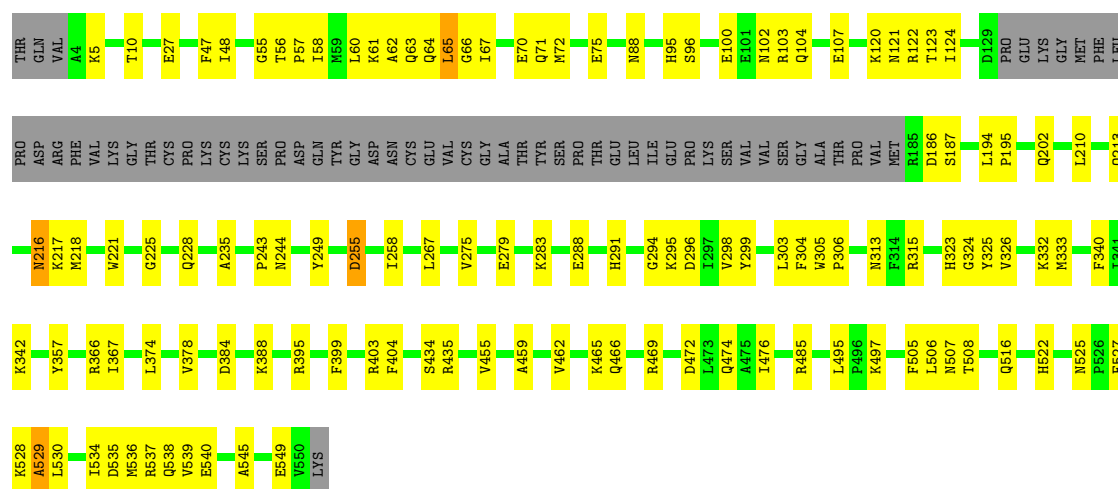 THR GLN VAL A4 K5 T10 E27 F47 I48 G55 T56 P57 I58 M59 L60 K61 A62 Q63 Q64 L65 G66 I67 E70 Q71 M72 E75 N88 H95 S96 E100 E101 N102 R103 Q104 E107 K120 N121 R122 T123 I124 D129 PRO GLU LYS GLY MET PHE LEU
PRO ASP ARG PHE VAL LYS GLY THR CYS PRO LYS CYS LYS SER PRO ASP GLN TYR GLY ASP ASN CYS GLU VAL CYS GLY ALA THR TYR SER PRO THR GLU LEU ILE GLU PRO LYS SER VAL VAL SER GLY ALA THR PRO VAL MET R185 D186 S187 L194 P195 Q202 L210 Q213
N216 K217 M218 W221 G225 Q228 A235 P243 N244 Y249 D255 I258 L267 V275 E279 K283 E288 H291 G294 K295 D296 I297 V298 Y299 L303 F304 W305 P306 N313 F314 R315 H323 G324 Y325 V326 K332 M333 F340 I341
K342 Y357 R366 I367 L374 V378 D384 K388 R395 F399 R403 F404 S434 R435 V455 A459 V462 K465 Q466 R469 D472 L473 Q474 A475 I476 R485 L495 P496 K497 F505 L506 N507 T508 Q516 H522 N525 P526 F527
K528 A529 L530 I534 D535 M536 R537 Q538 V539 E540 A545 E549 V550 LYS